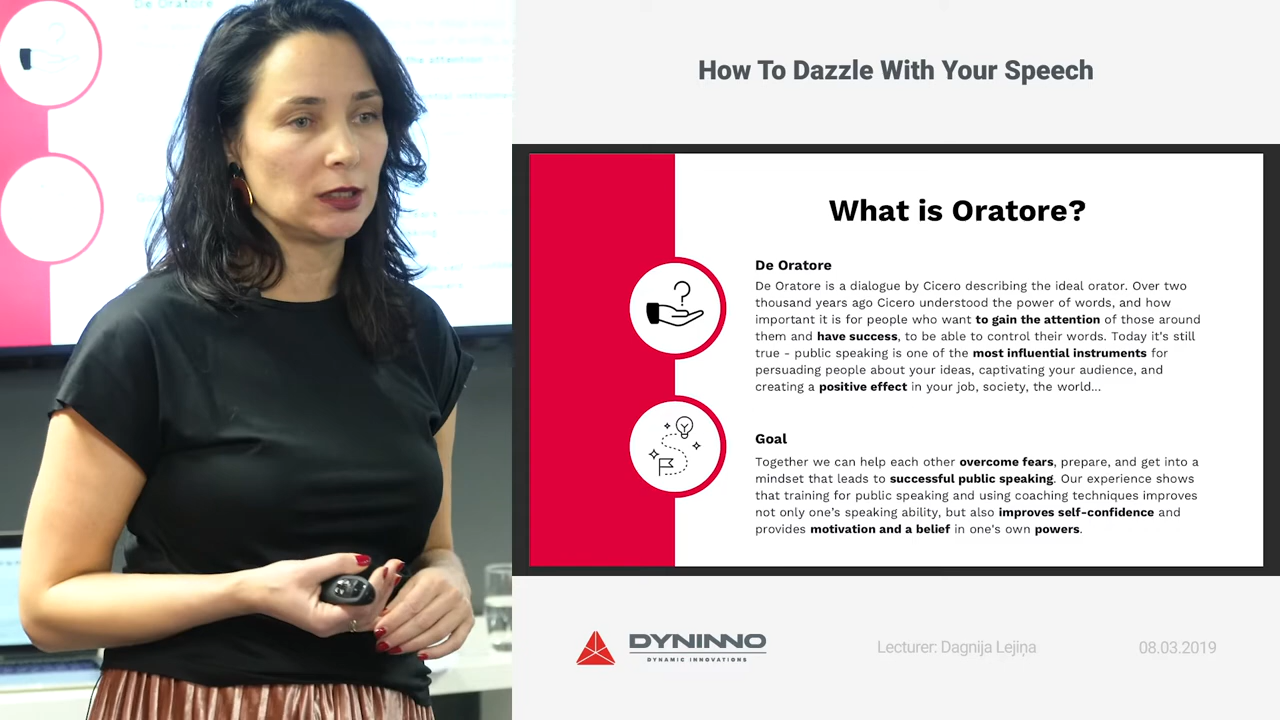 De Oratore
How To Dazzle With Your Speech
What is Oratore?
De Oratore
De Oratore is a dialogue by Cicero describing the ideal orator. Over two
thousand years ago Cicero understood the power of words, and how
important it is for people who want to gain the attention of those around
them and have success, to be able to control their words. Today it's still
true - public speaking is one of the most influential instruments for
persuading people about your ideas, captivating your audience, and
creating a positive effect in your job, society, the world...
Goal
Together we can help each other overcome fears, prepare, and get into a
mindset that leads to successful public speaking. Our experience shows
that training for public speaking and using coaching techniques improves
not only one's speaking ability, but also improves self-confidence and
provides motivation and a belief in one's own powers.
DYNINNO
DYNAMIC INNOVATIONS
Lecturer: Dagnija Lejiņa
08.03.2019